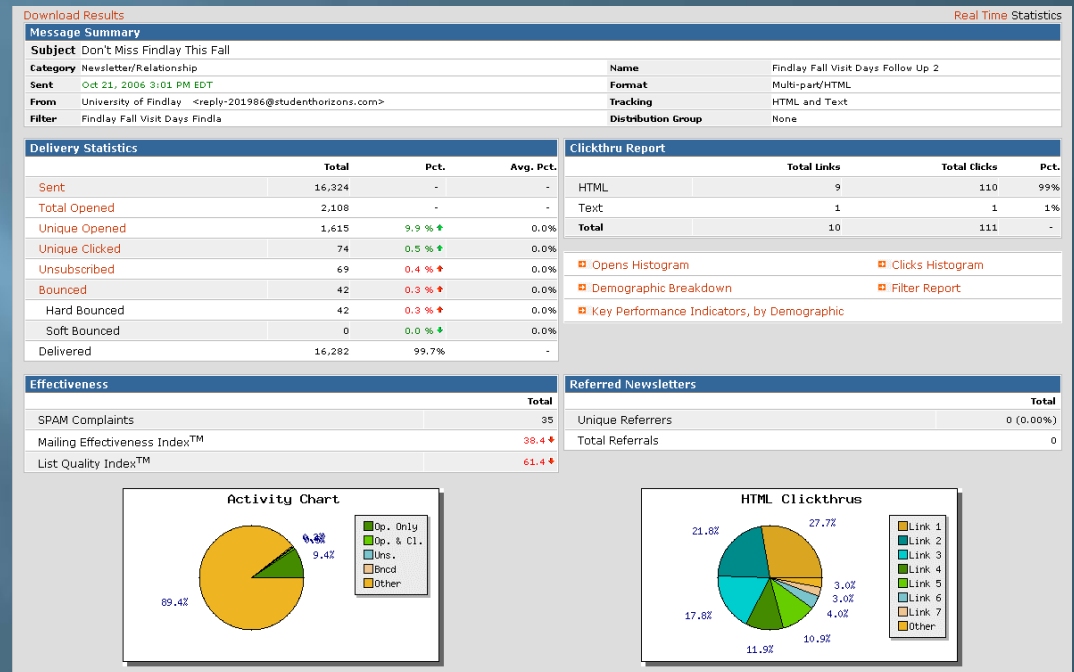 Download Results
Real Time Statistics
Message Summary
Subject Don't Miss Findlay This Fall
Category Newsletter/Relationship Name Findlay Fall Visit Days Follow Up 2
Sent Oct 21, 2006 3:01 PM EDT Format Multi-part/HTML
From University of Findlay <reply-201986@studenthorizons.com> Tracking HTML and Text
Filter Findlay Fall Visit Days Findla Distribution Group None
Delivery Statistics
Total Pct. Avg. Pct.
Sent 16,324 - -
Total Opened 2,108 - -
Unique Opened 1,615 9.9 % 0.0%
Unique Clicked 74 0.5 % 0.0%
Unsubscribed 69 0.4 % 0.0%
Bounced 42 0.3 % 0.0%
Hard Bounced 42 0.3 % 0.0%
Soft Bounced 0 0.0 % 0.0%
Delivered 16,282 99.7% -
Clickthru Report
Total Links Total Clicks Pct.
HTML 9 110 99%
Text 1 1 1%
Total 10 111 -
Opens Histogram Clicks Histogram
Demographic Breakdown Filter Report
Key Performance Indicators, by Demographic
Effectiveness
Total
SPAM Complaints 35
Mailing Effectiveness Index™ 38.4
List Quality Index™ 61.4
Referred Newsletters
Total
Unique Referrers 0 (0.00%)
Total Referrals 0
Activity Chart
9.4%
89.4%
Op. Only
Op. & Cl.
Uns.
Bncd
Other
HTML Clickthrus
27.7%
21.8%
17.8%
11.9%
10.9%
4.0%
3.0%
3.0%
Link 1
Link 2
Link 3
Link 4
Link 5
Link 6
Link 7
Other